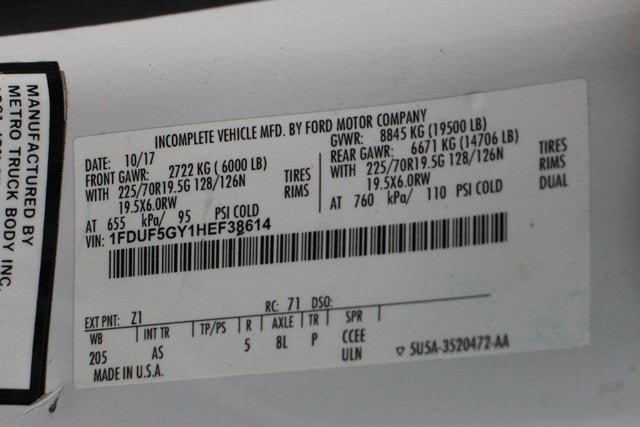 MANUFACTURED BY
METRO TRUCK BODY INC.
INCOMPLETE VEHICLE MFD. BY FORD MOTOR COMPANY
DATE: 10/17
GVWR: 8845 KG (19500 LB)
FRONT GAWR: 2722 KG (6000 LB)
REAR GAWR: 6671 KG (14706 LB)
WITH 225/70R19.5G 128/126N TIRES
WITH 225/70R19.5G 128/126N TIRES
19.5X6.0RW RIMS
19.5X6.0RW RIMS
AT 655 kPa/ 95 PSI COLD
AT 760 kPa/ 110 PSI COLD DUAL
VIN: 1FDUF5GY1HEF38614
EXT PNT: Z1 RC: 71 DSO:
WB INT TR TP/PS R AXLE TR SPR
205 AS 5 8L P CCEE
ULN
MADE IN U.S.A.
5USA-3520472-AA